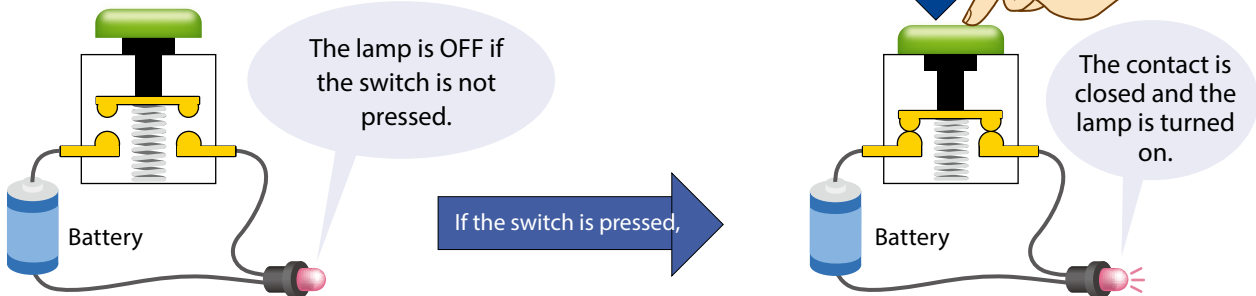 The lamp is OFF if
the switch is not
pressed.
Battery
If the switch is pressed,
The contact is
closed and the
lamp is turned
on.
Battery